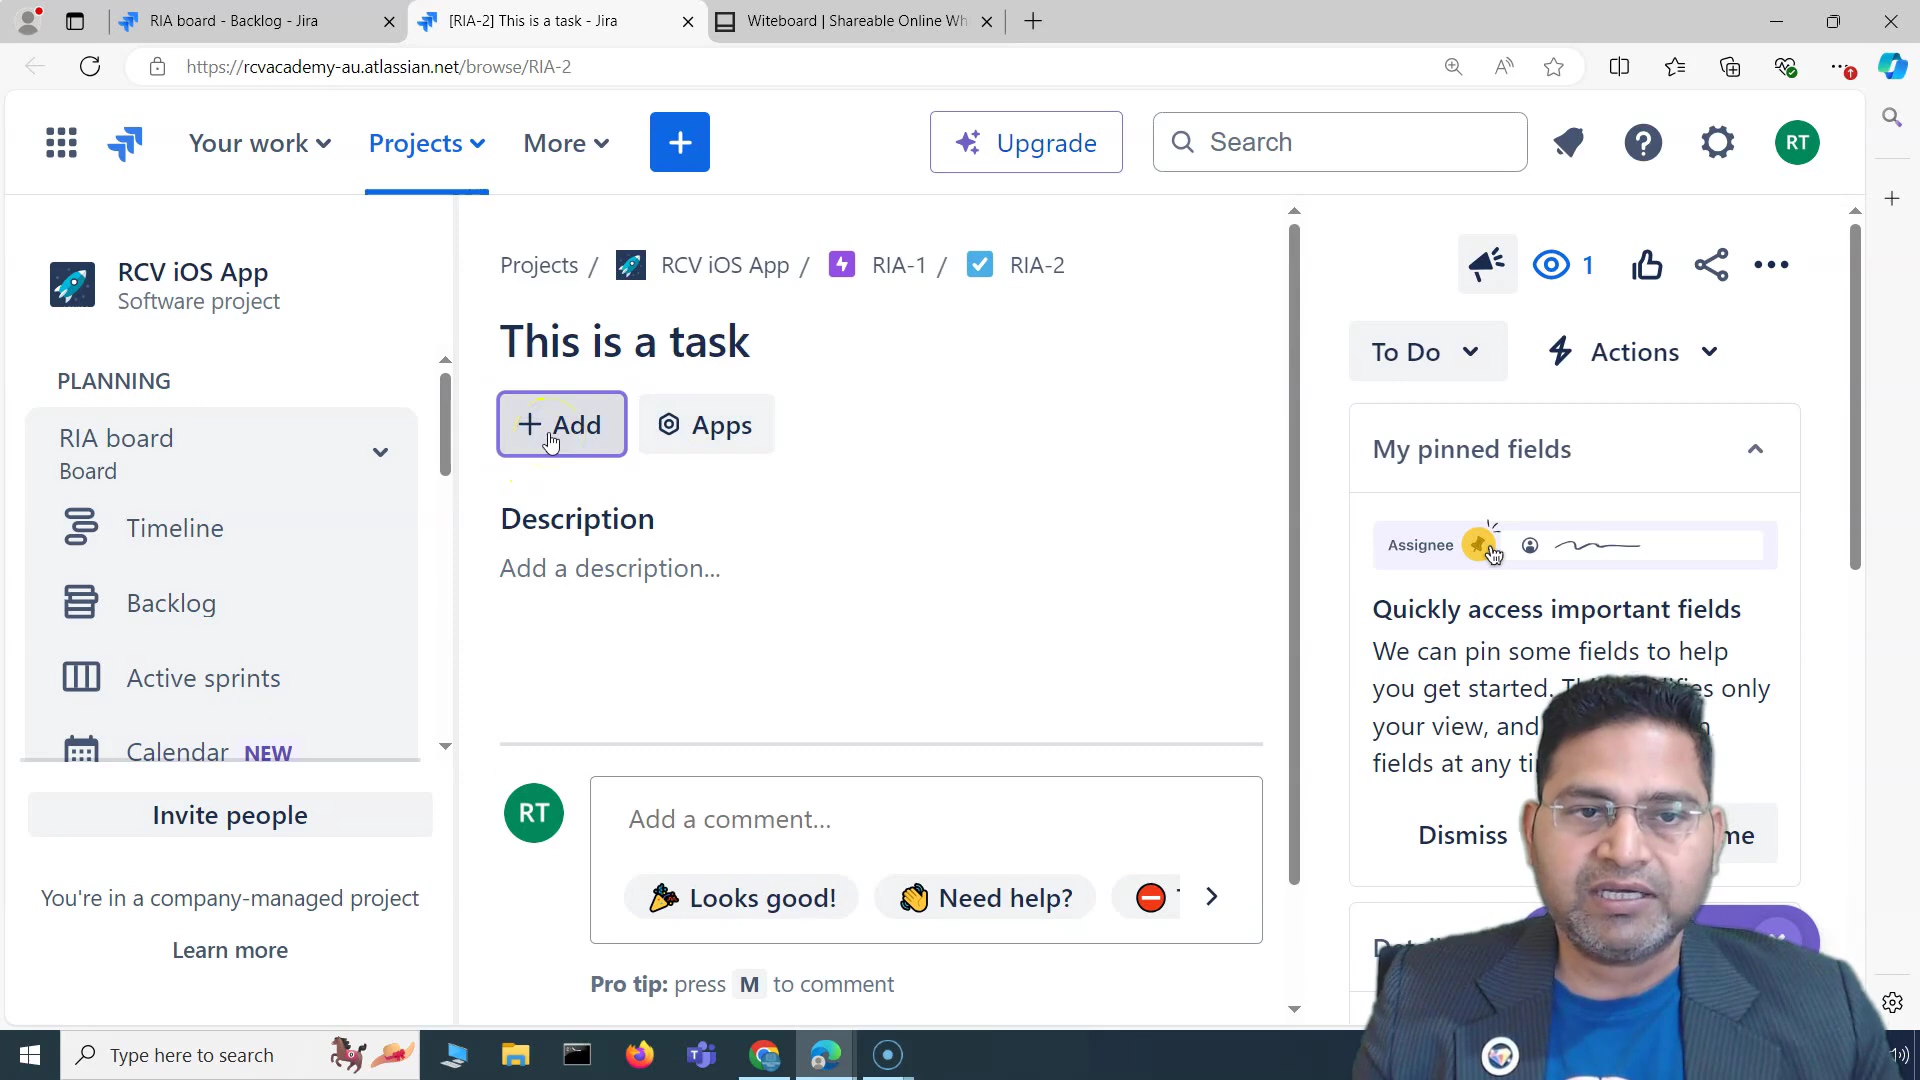 RIA board - Backlog - Jira
[RIA-2] This is a task - Jira
Witeboard | Shareable Online Wh
https://rcvacademy-au.atlassian.net/browse/RIA-2
Your work
Projects
More
Upgrade
Search
RT
RCV iOS App
Software project
PLANNING
RIA board
Board
Timeline
Backlog
Active sprints
Calendar NEW
Invite people
You're in a company-managed project
Learn more
Projects / RCV iOS App / RIA-1 / RIA-2
This is a task
Add
Apps
Description
Add a description...
RT
Add a comment...
Looks good!
Need help?
Pro tip: press M to comment
1
To Do
Actions
My pinned fields
Assignee
Quickly access important fields
We can pin some fields to help
you get started. only
your view, and
fields at any
Dismiss
Type here to search